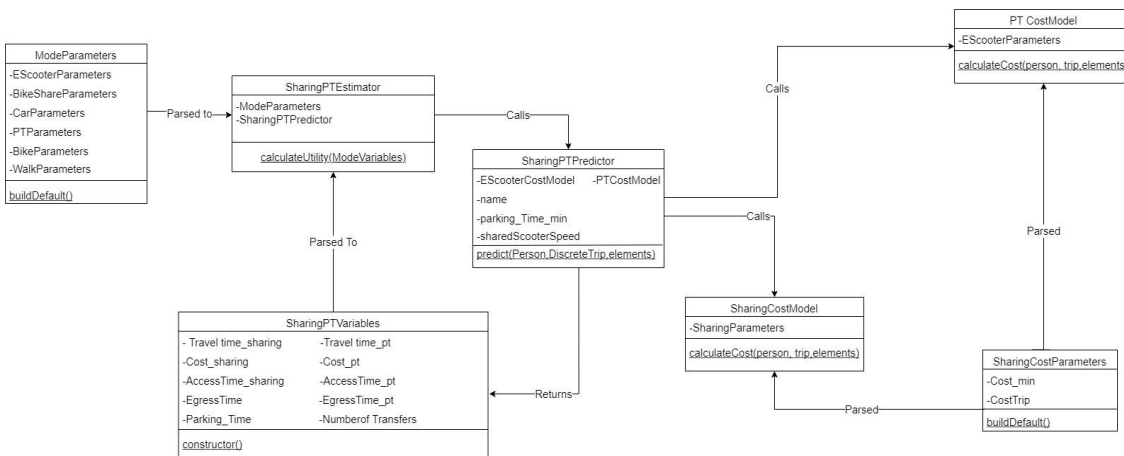 ModeParameters
-EScooterParameters
-BikeShareParameters
-CarParameters
-PTParameters
-BikeParameters
-WalkParameters
buildDefault()
Parsed to
SharingPTEstimator
-ModeParameters
-SharingPTPredictor
calculateUtility(ModeVariables)
Calls
SharingPTPredictor
-EScooterCostModel -PTCostModel
-name
-parking_Time_min
-sharedScooterSpeed
predict(Person,DiscreteTrip,elements)
Calls
PT CostModel
-EScooterParameters
calculateCost(person, trip,elements
Calls
Parsed
Parsed To
SharingPTVariables
- Travel time_sharing -Travel time_pt
-Cost_sharing -Cost_pt
-AccessTime_sharing -AccessTime_pt
-EgressTime -EgressTime_pt
-Parking_Time -Numberof Transfers
constructor()
Returns
SharingCostModel
-SharingParameters
calculateCost(person, trip,elements)
Parsed
SharingCostParameters
-Cost_min
-CostTrip
buildDefault()